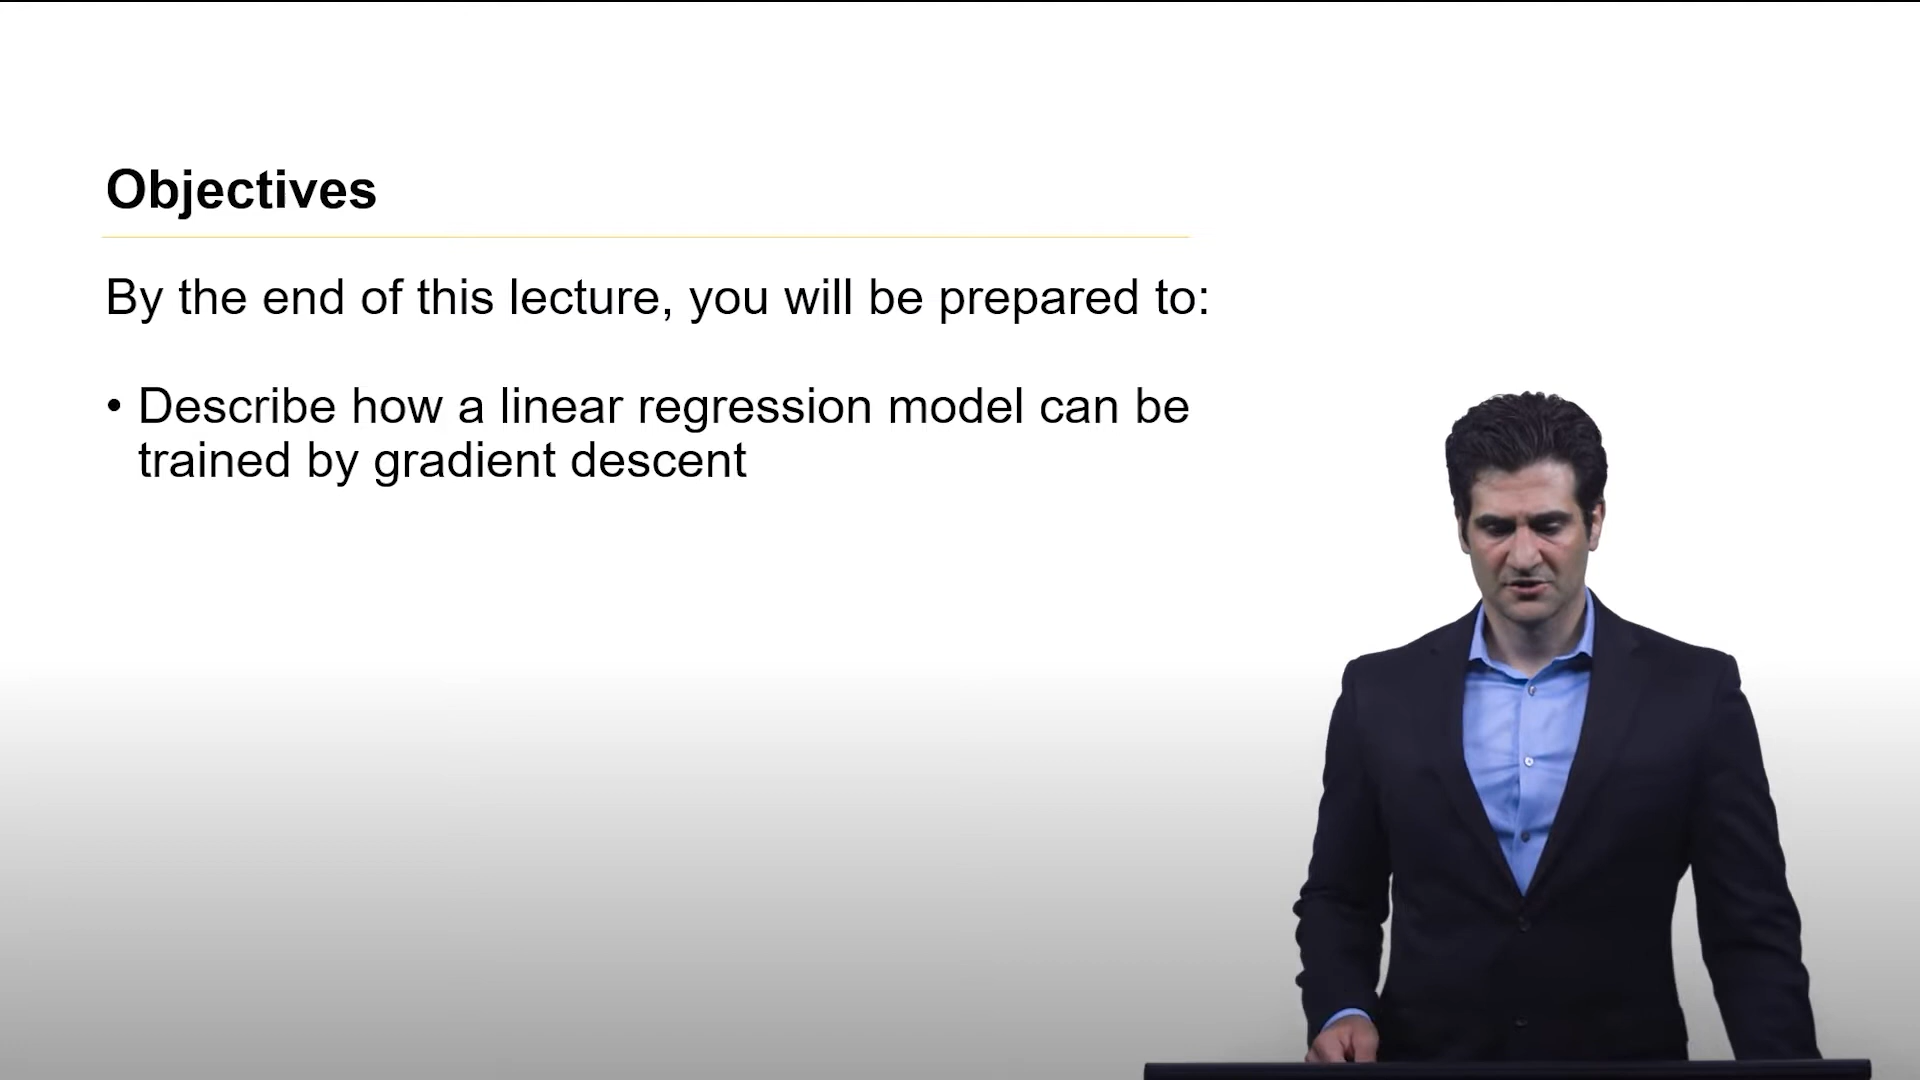 Objectives
By the end of this lecture, you will be prepared to:
• Describe how a linear regression model can be
trained by gradient descent